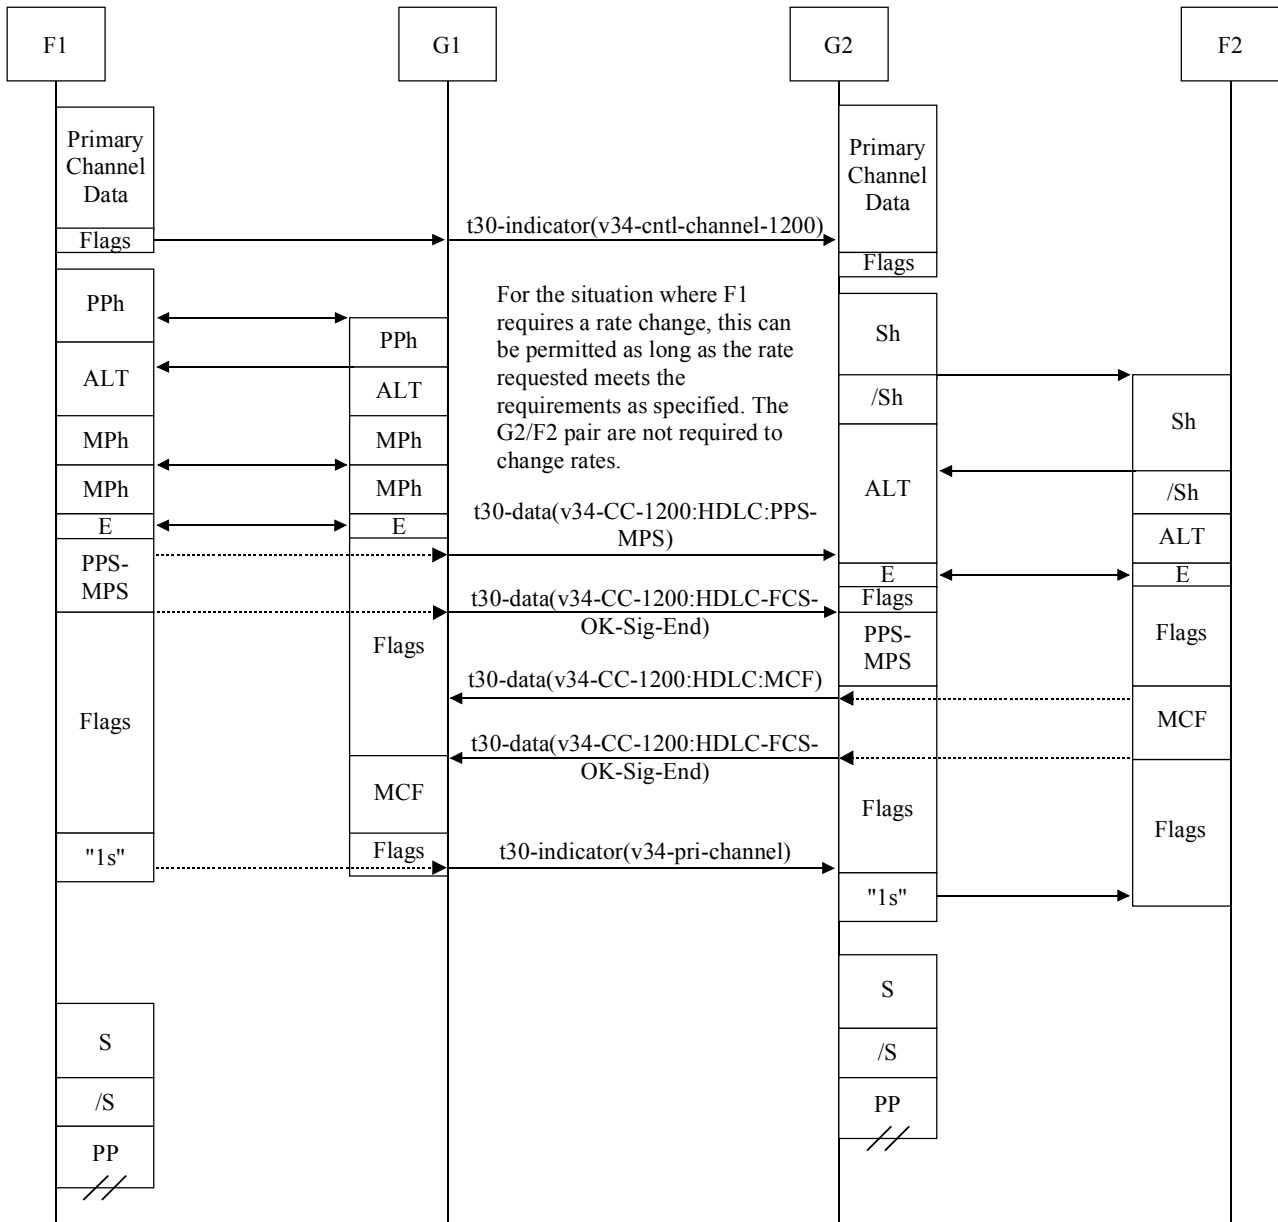 F1
G1
G2
F2
Primary
Channel
Data
Primary
Channel
Data
t30-indicator(v34-cntl-channel-1200)
Flags
Flags
PPh
For the situation where F1
requires a rate change, this can
be permitted as long as the rate
requested meets the
requirements as specified. The
G2/F2 pair are not required to
change rates.
PPh
Sh
ALT
ALT
/Sh
Sh
MPh
MPh
MPh
MPh
ALT
/Sh
t30-data(v34-CC-1200:HDLC:PPS-
MPS)
E
E
ALT
PPS-
MPS
E
E
Flags
t30-data(v34-CC-1200:HDLC-FCS-
OK-Sig-End)
Flags
PPS-
MPS
Flags
t30-data(v34-CC-1200:HDLC:MCF)
Flags
MCF
t30-data(v34-CC-1200:HDLC-FCS-
OK-Sig-End)
MCF
Flags
Flags
"1s"
Flags
t30-indicator(v34-pri-channel)
"1s"
S
S
/S
/S
PP
PP